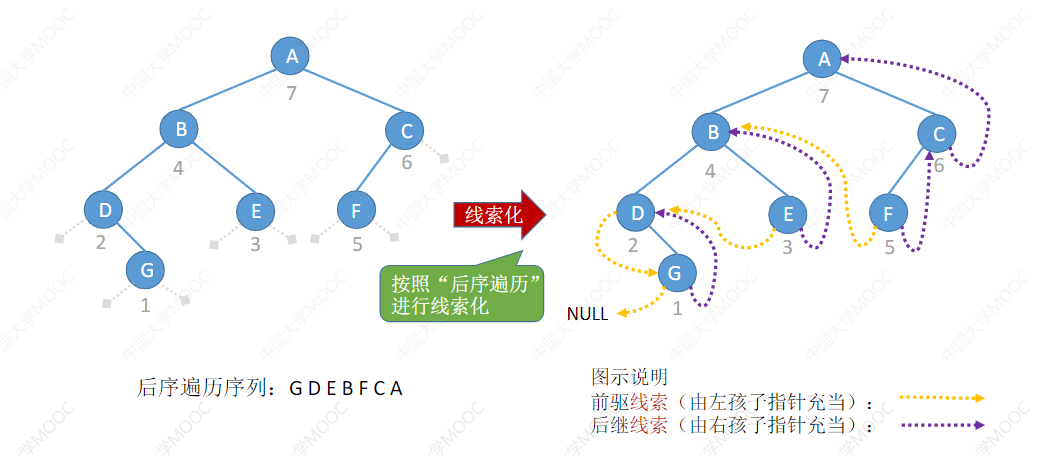 A
7
B
4
C
6
D
2
E
3
F
5
G
1
后序遍历序列：G D E B F C A
线索化
按照“后序遍历”
进行线索化
A
7
B
4
C
6
D
2
E
3
F
5
G
1
NULL
图示说明
前驱线索（由左孩子指针充当）：
后继线索（由右孩子指针充当）：
中国大学MOOC